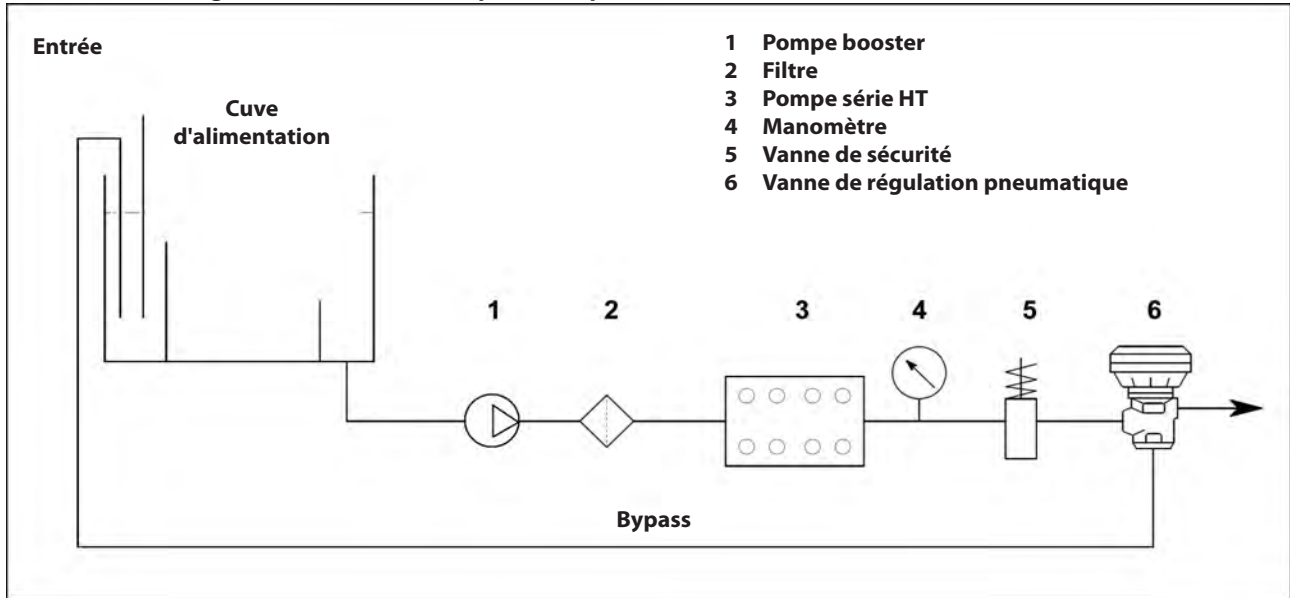 Entrée
Cuve
d'alimentation
1 Pompe booster
2 Filtre
3 Pompe série HT
4 Manomètre
5 Vanne de sécurité
6 Vanne de régulation pneumatique
1 2 3 4 5 6
Bypass